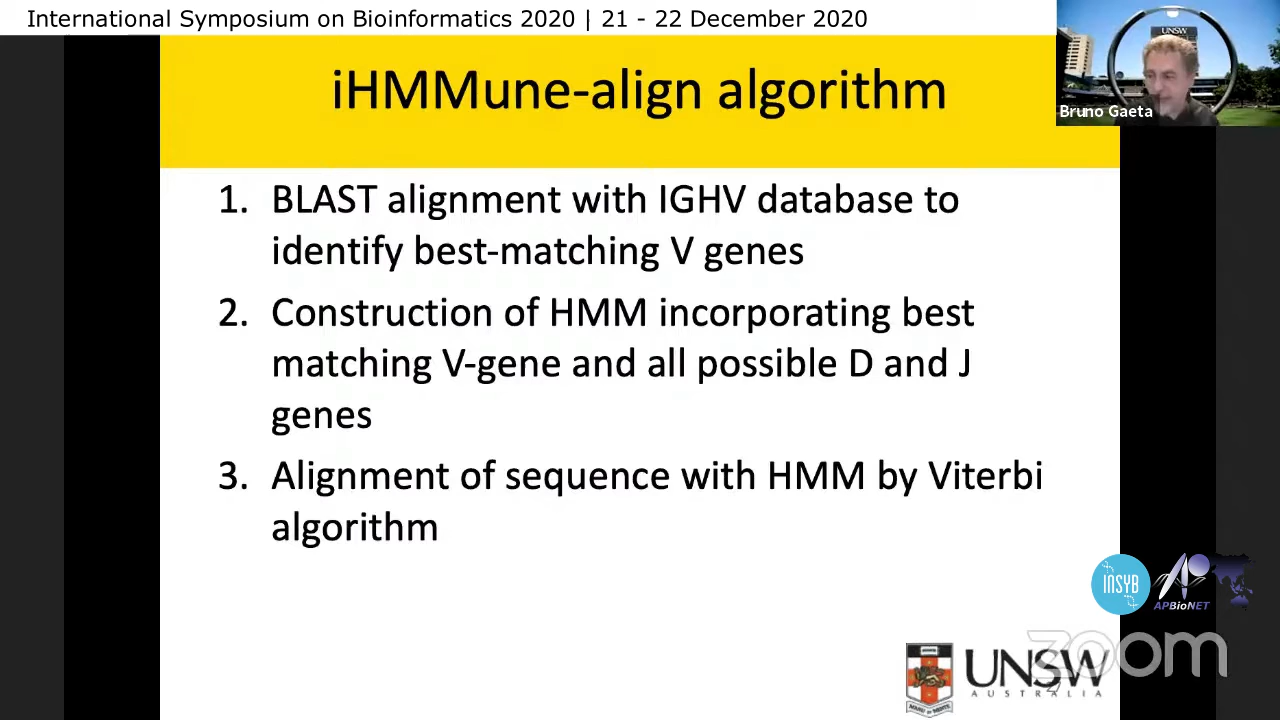 International Symposium on Bioinformatics 2020 | 21 - 22 December 2020
UNSW
Bruno Gaeta
iHMMune-align algorithm
1. BLAST alignment with IGHV database to
identify best-matching V genes
2. Construction of HMM incorporating best
matching V-gene and all possible D and J
genes
3. Alignment of sequence with HMM by Viterbi
algorithm
INSYB
APBioNET
zoom
UNSW
AUSTRALIA